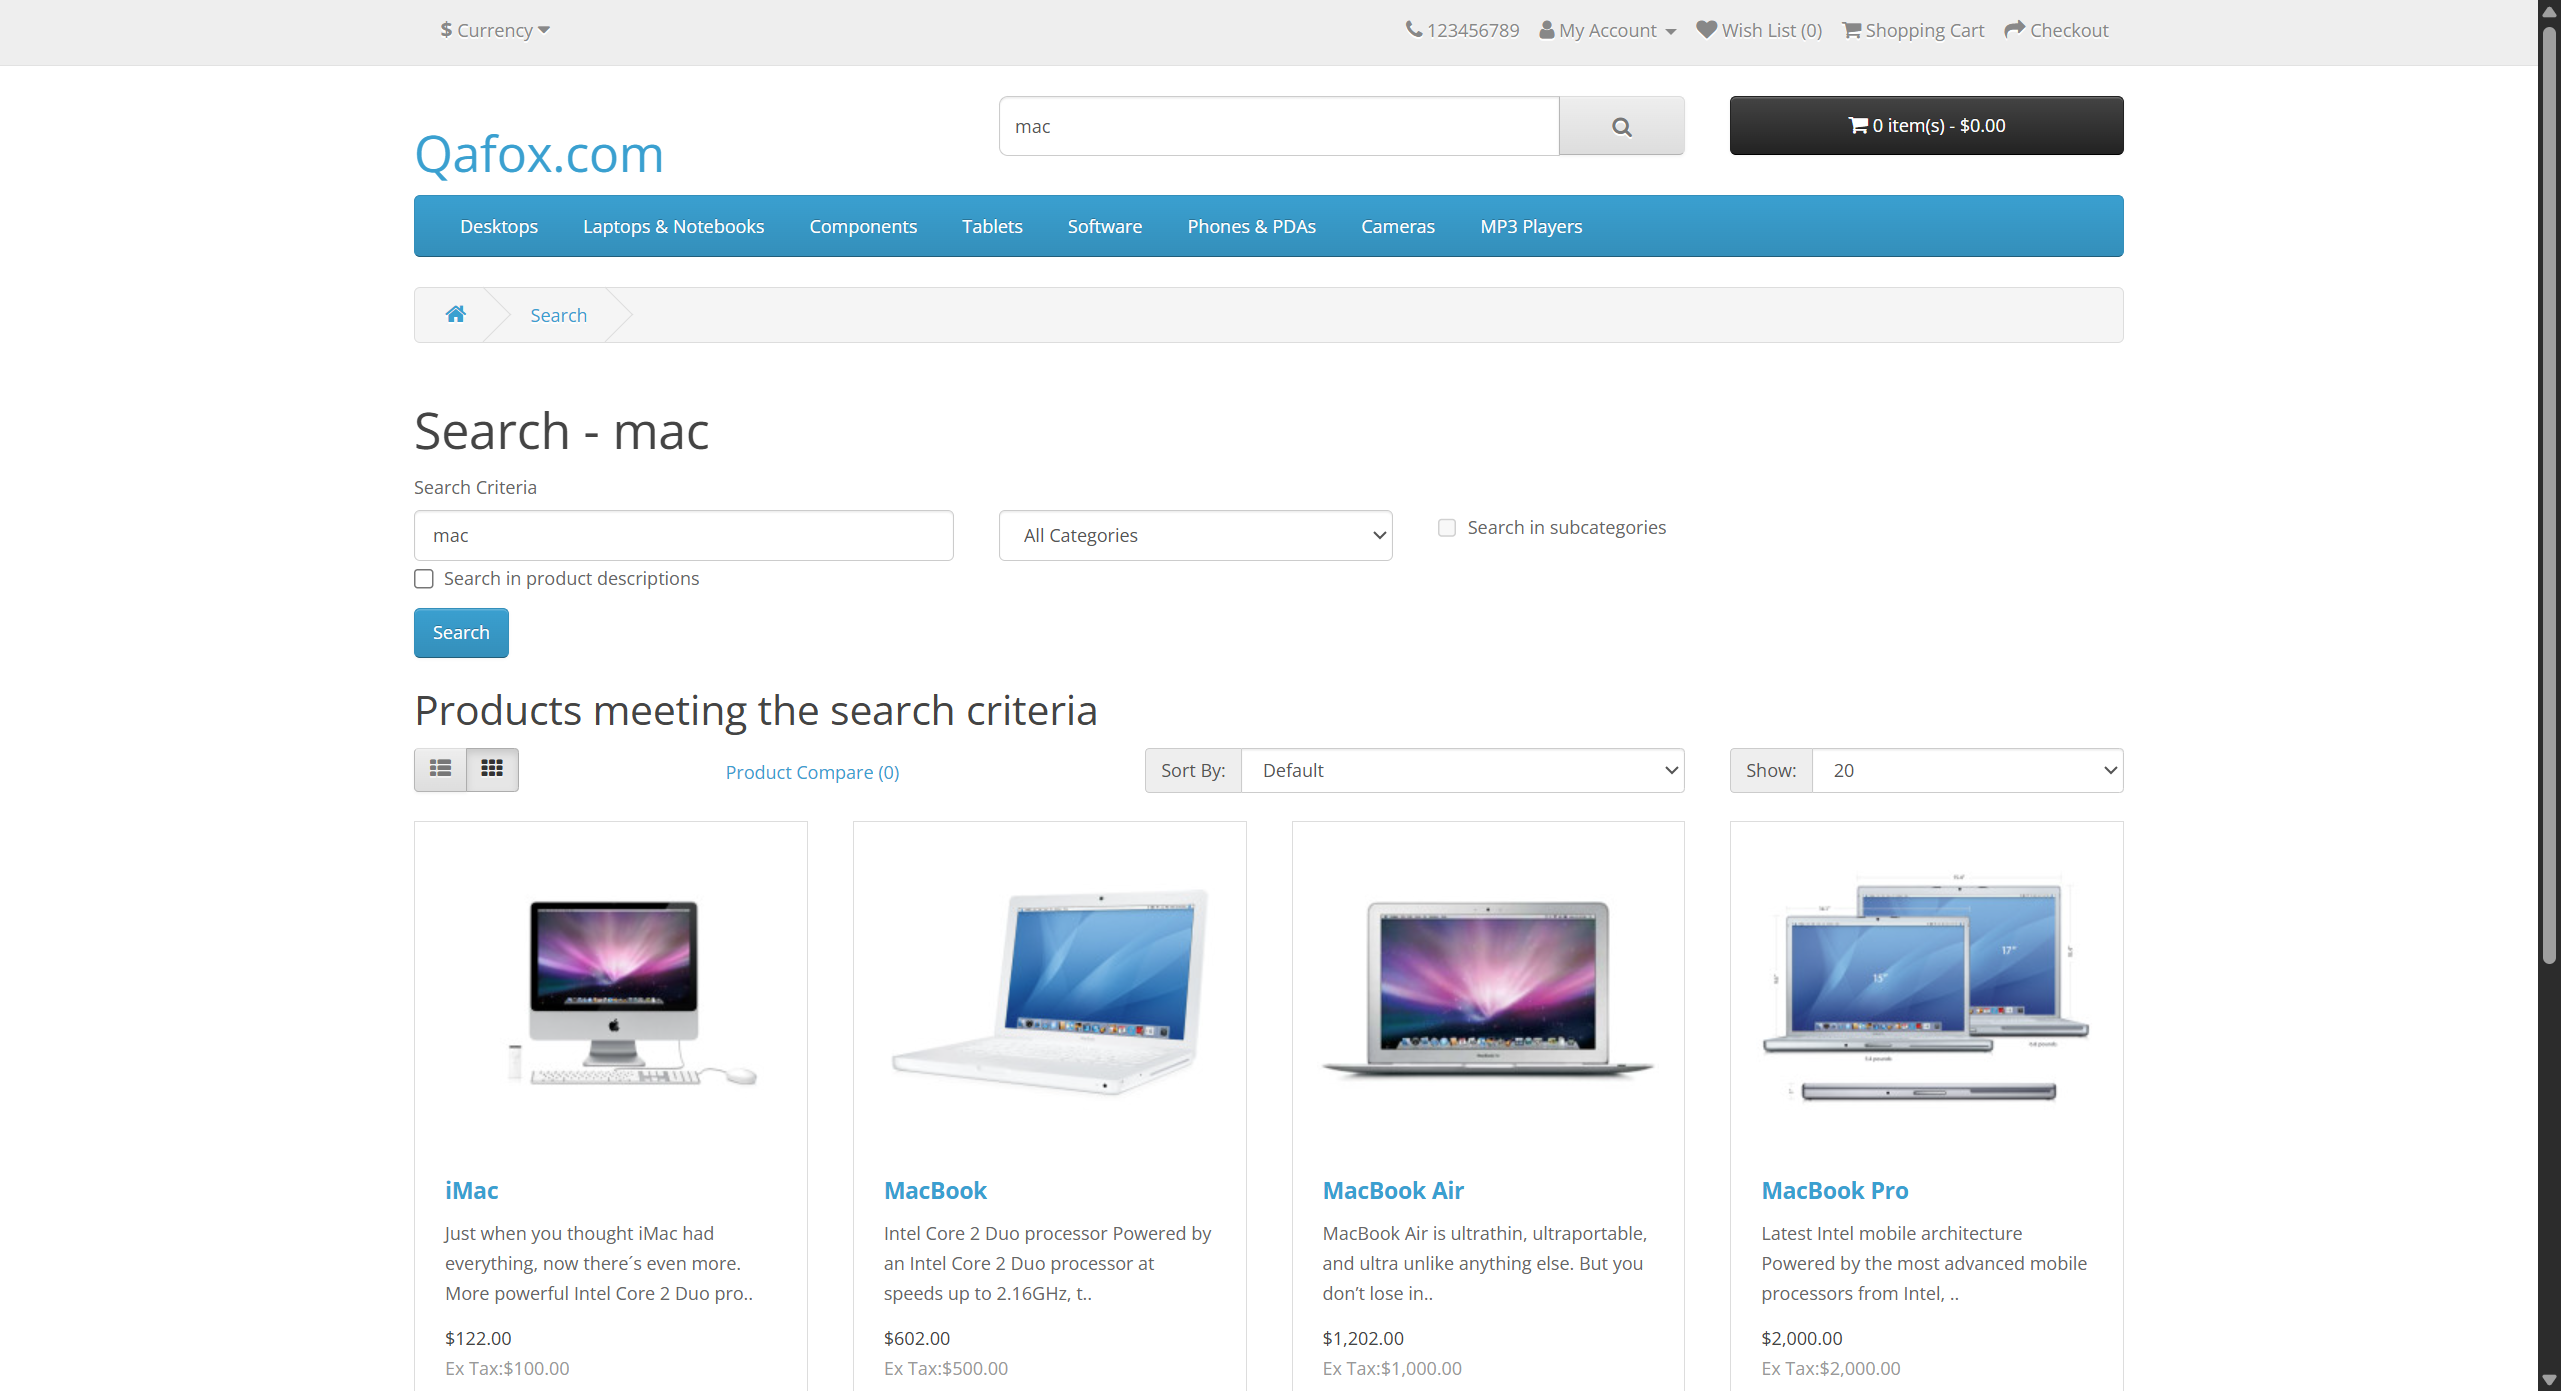 $ Currency
123456789 My Account Wish List (0) Shopping Cart Checkout
Qafox.com
mac
0 item(s) - $0.00
Desktops Laptops & Notebooks Components Tablets Software Phones & PDAs Cameras MP3 Players
Search
Search - mac
Search Criteria
mac
All Categories
Search in subcategories
Search in product descriptions
Search
Products meeting the search criteria
Product Compare (0)
Sort By: Default
Show: 20
15"
17"
iMac
Just when you thought iMac had
everything, now there´s even more.
More powerful Intel Core 2 Duo pro..
$122.00
Ex Tax:$100.00
MacBook
Intel Core 2 Duo processor Powered by
an Intel Core 2 Duo processor at
speeds up to 2.16GHz, t..
$602.00
Ex Tax:$500.00
MacBook Air
MacBook Air is ultrathin, ultraportable,
and ultra unlike anything else. But you
don’t lose in..
$1,202.00
Ex Tax:$1,000.00
MacBook Pro
Latest Intel mobile architecture
Powered by the most advanced mobile
processors from Intel, ..
$2,000.00
Ex Tax:$2,000.00